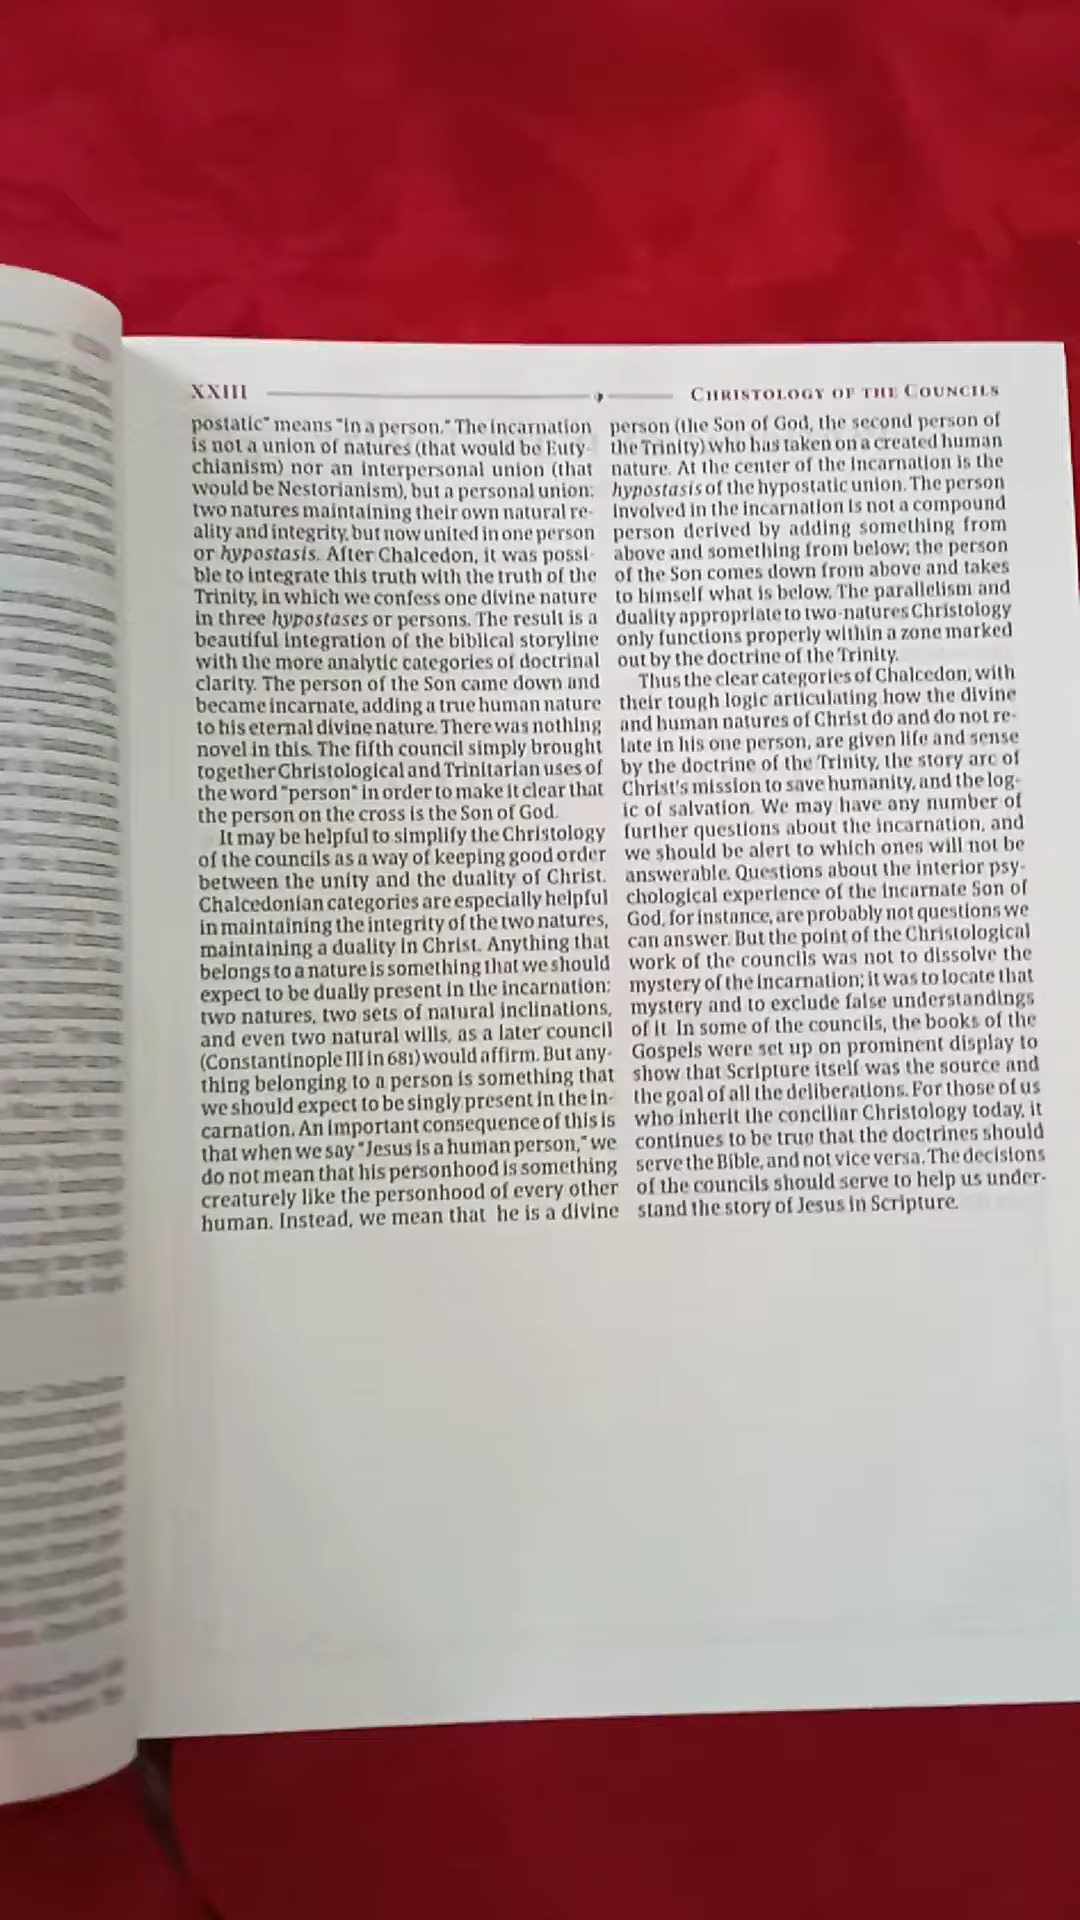 XXIII
CHRISTOLOGY OF THE COUNCILS
postatic" means "in a person." The incarnation
is not a union of natures (that would be Euty-
chianism) nor an interpersonal union (that
would be Nestorianism), but a personal union:
two natures maintaining their own natural re-
ality and integrity, but now united in one person
or hypostasis. After Chalcedon, it was possi-
ble to integrate this truth with the truth of the
Trinity, in which we confess one divine nature
in three hypostases or persons. The result is a
beautiful integration of the biblical storyline
with the more analytic categories of doctrinal
clarity. The person of the Son came down and
became incarnate, adding a true human nature
to his eternal divine nature. There was nothing
novel in this. The fifth council simply brought
together Christological and Trinitarian uses of
the word "person" in order to make it clear that
the person on the cross is the Son of God.
It may be helpful to simplify the Christology
of the councils as a way of keeping good order
between the unity and the duality of Christ.
Chalcedonian categories are especially helpful
in maintaining the integrity of the two natures,
maintaining a duality in Christ. Anything that
belongs to a nature is something that we should
expect to be dually present in the incarnation:
two natures, two sets of natural inclinations,
and even two natural wills, as a later council
(Constantinople III in 681) would affirm. But any-
thing belonging to a person is something that
we should expect to be singly present in the in-
carnation. An important consequence of this is
that when we say "Jesus is a human person," we
do not mean that his personhood is something
creaturely like the personhood of every other
human. Instead, we mean that he is a divine
person (the Son of God, the second person of
the Trinity) who has taken on a created human
nature. At the center of the incarnation is the
hypostasis of the hypostatic union. The person
involved in the incarnation is not a compound
person derived by adding something from
above and something from below; the person
of the Son comes down from above and takes
to himself what is below. The parallelism and
duality appropriate to two-natures Christology
only functions properly within a zone marked
out by the doctrine of the Trinity.
Thus the clear categories of Chalcedon, with
their tough logic articulating how the divine
and human natures of Christ do and do not re-
late in his one person, are given life and sense
by the doctrine of the Trinity, the story arc of
Christ's mission to save humanity, and the log-
ic of salvation. We may have any number of
further questions about the incarnation, and
we should be alert to which ones will not be
answerable. Questions about the interior psy-
chological experience of the incarnate Son of
God, for instance, are probably not questions we
can answer. But the point of the Christological
work of the councils was not to dissolve the
mystery of the incarnation; it was to locate that
mystery and to exclude false understandings
of it. In some of the councils, the books of the
Gospels were set up on prominent display to
show that Scripture itself was the source and
the goal of all the deliberations. For those of us
who inherit the conciliar Christology today, it
continues to be true that the doctrines should
serve the Bible, and not vice versa. The decisions
of the councils should serve to help us under-
stand the story of Jesus in Scripture.